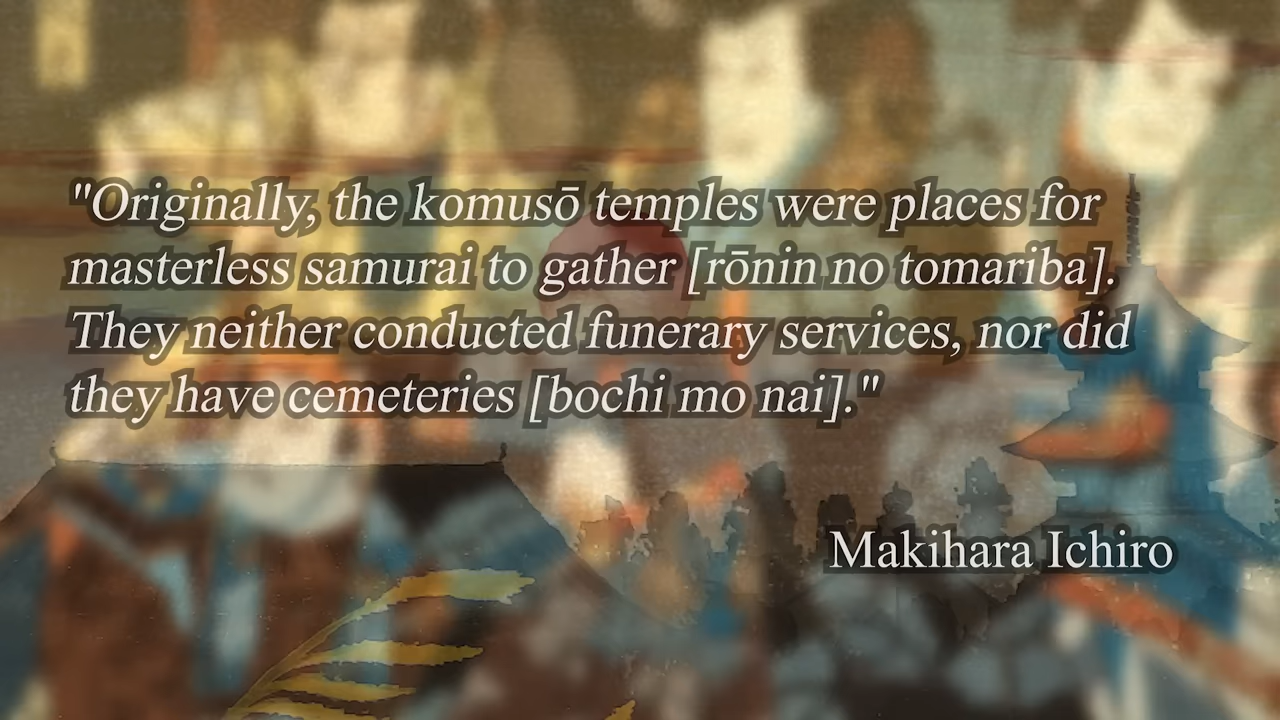 "Originally, the komusō temples were places for
masterless samurai to gather [rōnin no tomariba].
They neither conducted funerary services, nor did
they have cemeteries [bochi mo nai]."
Makihara Ichiro